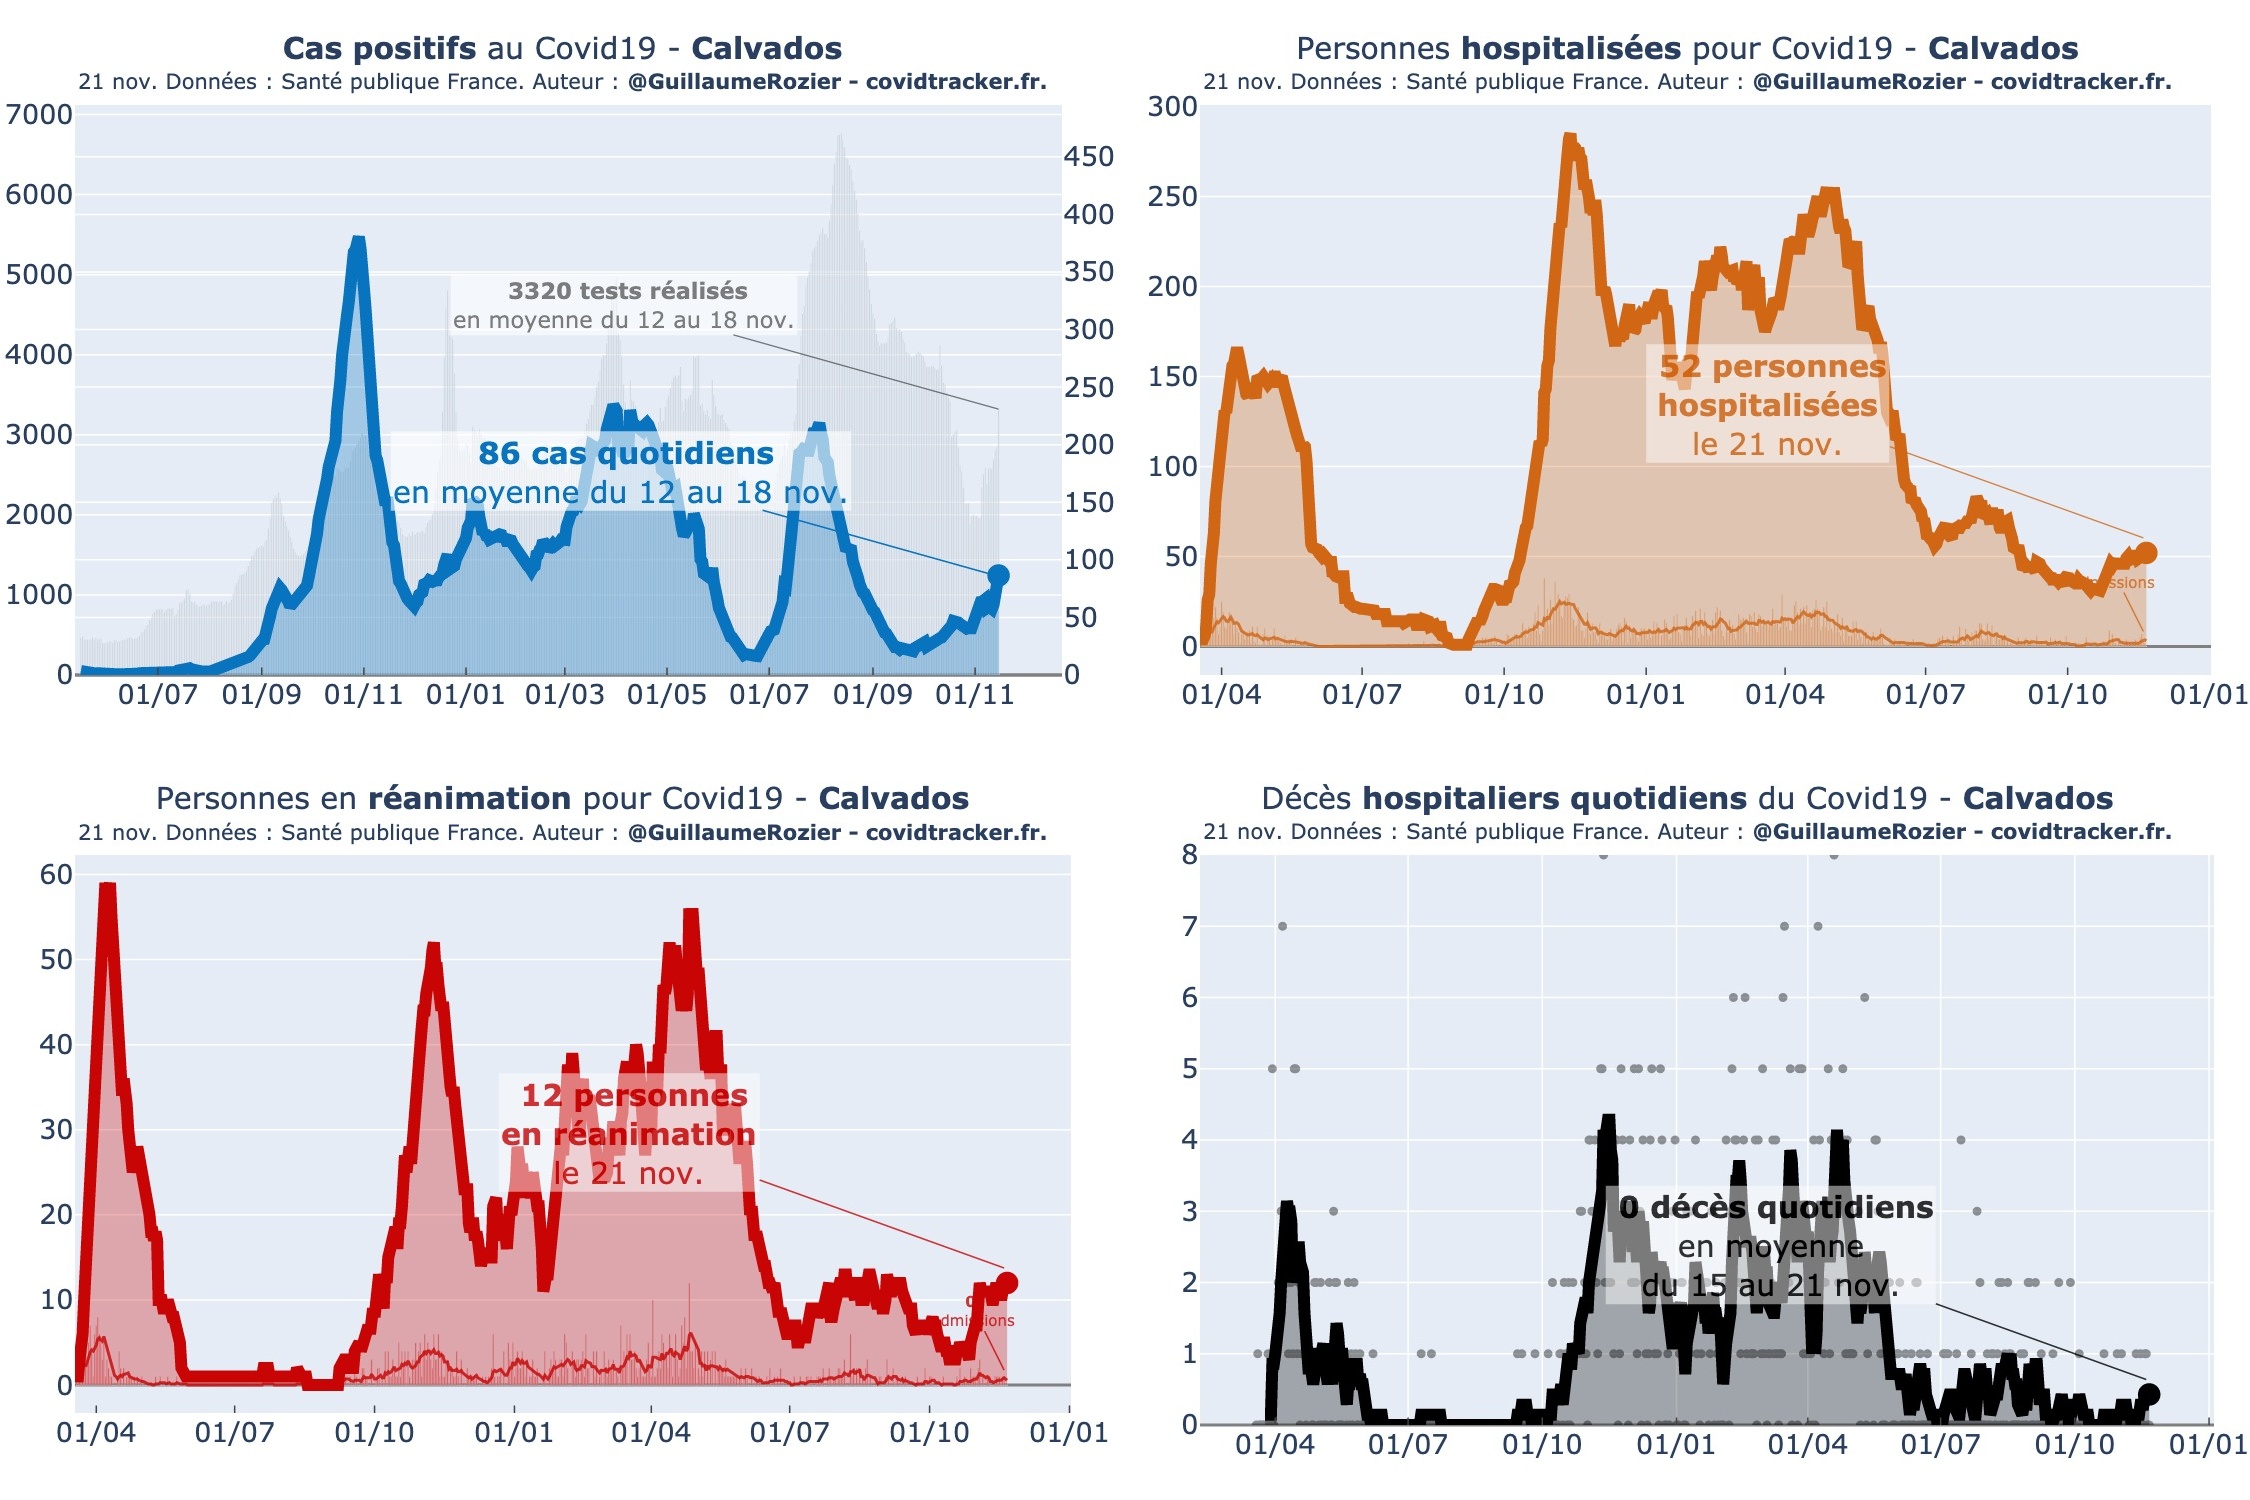 Cas positifs au Covid19 - Calvados
21 nov. Données : Santé publique France. Auteur : @GuillaumeRozier - covidtracker.fr.
7000
6000
5000
4000
3000
2000
1000
0
450
400
350
300
250
200
150
100
50
0
3320 tests réalisés
en moyenne du 12 au 18 nov.
86 cas quotidiens
en moyenne du 12 au 18 nov.
01/07 01/09 01/11 01/01 01/03 01/05 01/07 01/09 01/11
Personnes hospitalisées pour Covid19 - Calvados
21 nov. Données : Santé publique France. Auteur : @GuillaumeRozier - covidtracker.fr.
300
250
200
150
100
50
0
52 personnes
hospitalisées
le 21 nov.
01/04 01/07 01/10 01/01 01/04 01/07 01/10 01/01
Personnes en réanimation pour Covid19 - Calvados
21 nov. Données : Santé publique France. Auteur : @GuillaumeRozier - covidtracker.fr.
60
50
40
30
20
10
0
12 personnes
en réanimation
le 21 nov.
01/04 01/07 01/10 01/01 01/04 01/07 01/10 01/01
Décès hospitaliers quotidiens du Covid19 - Calvados
21 nov. Données : Santé publique France. Auteur : @GuillaumeRozier - covidtracker.fr.
8
7
6
5
4
3
2
1
0
0 décès quotidiens
en moyenne
du 15 au 21 nov.
01/04 01/07 01/10 01/01 01/04 01/07 01/10 01/01